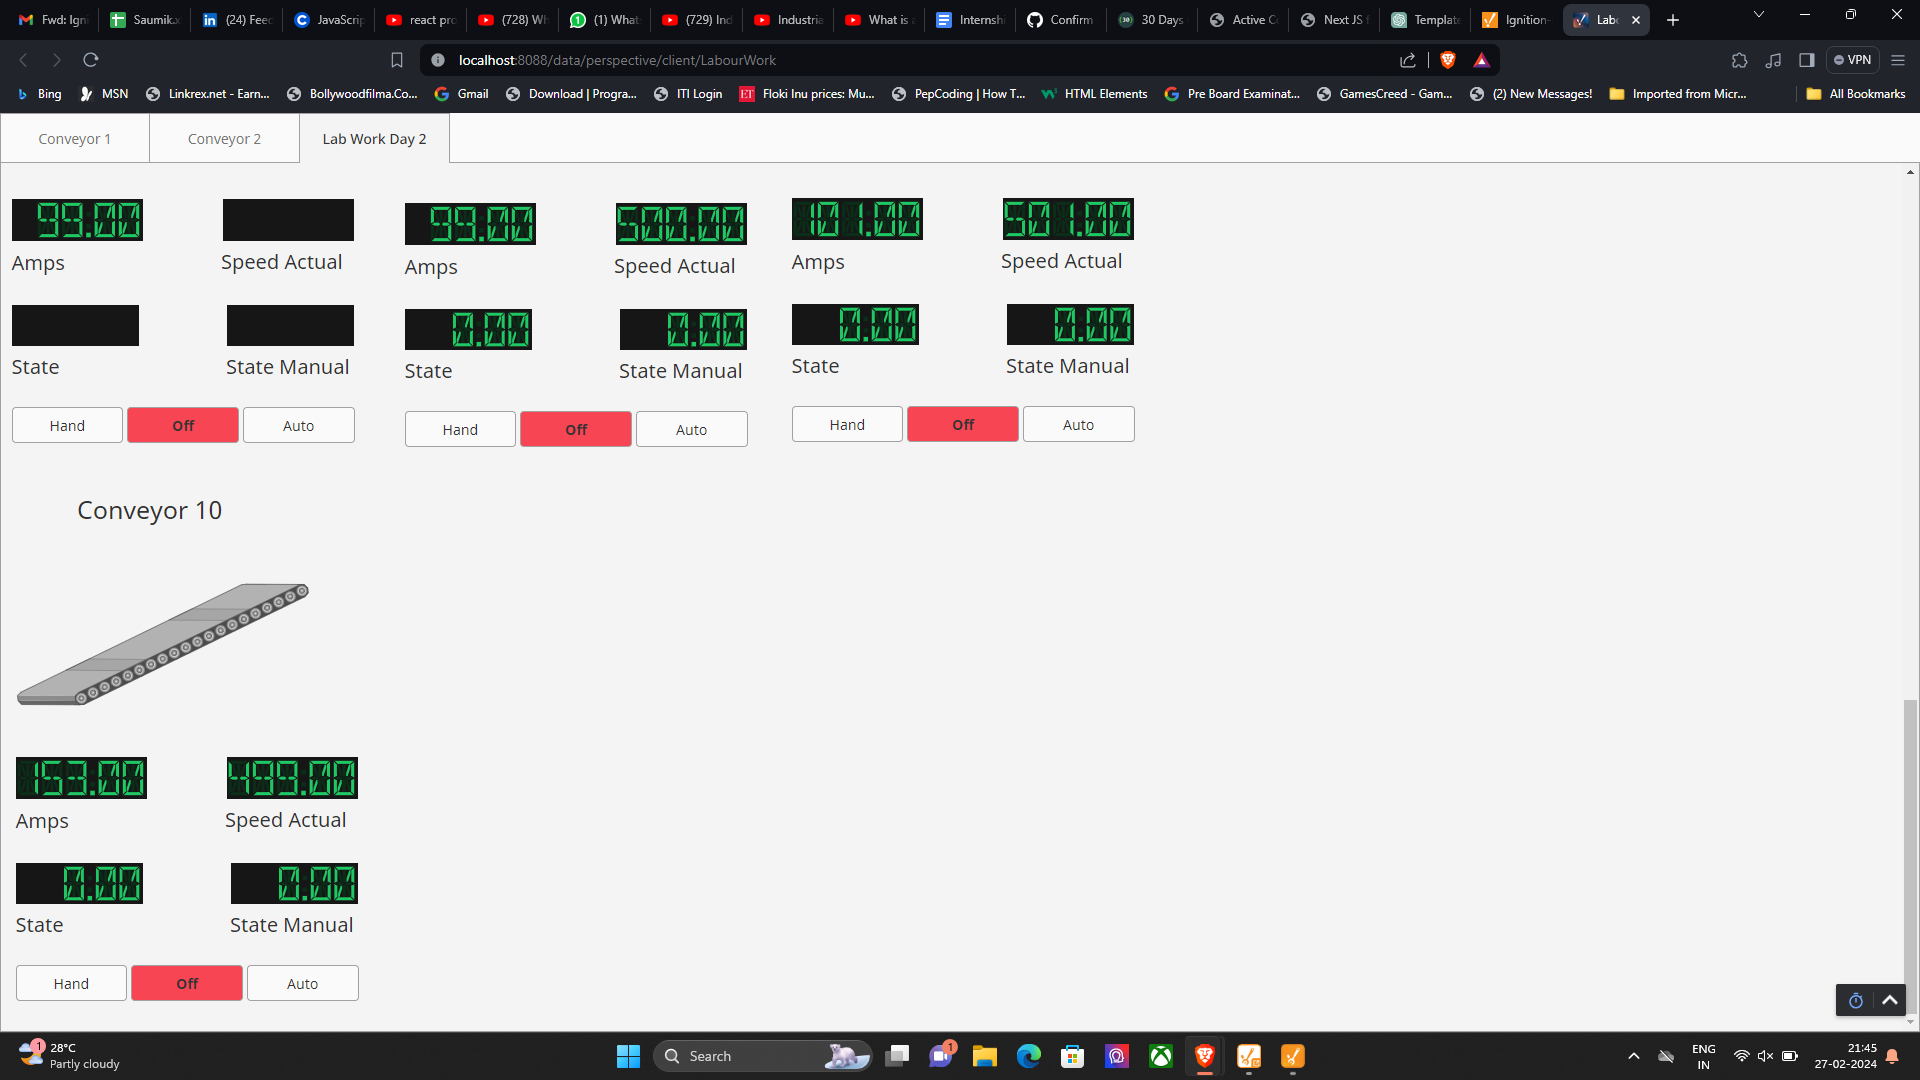 Fwd: Igni
Saumik.x
(24) Feed
JavaScrip
react pro
(728) Wh
(1) What
(729) Ind
Industria
What is a
Internshi
Confirm
30 Days
Active Co
Next JS f
Template
Ignition-
Labo
localhost:8088/data/perspective/client/LabourWork
VPN
Bing
MSN
Linkrex.net - Earn...
Bollywoodfilma.Co...
Gmail
Download | Progra...
ITI Login
ET
Floki Inu prices: Mu...
PepCoding | How T...
HTML Elements
Pre Board Examinat...
GamesCreed - Gam...
(2) New Messages!
Imported from Micr...
All Bookmarks
Conveyor 1
Conveyor 2
Lab Work Day 2
99.00
Amps
Speed Actual
State
State Manual
Hand
Off
Auto
99.00
500.00
Amps
Speed Actual
0.00
0.00
State
State Manual
Hand
Off
Auto
101.00
501.00
Amps
Speed Actual
0.00
0.00
State
State Manual
Hand
Off
Auto
Conveyor 10
153.00
499.00
Amps
Speed Actual
0.00
0.00
State
State Manual
Hand
Off
Auto
1
28°C
Partly cloudy
Search
1
ENG
IN
21:45
27-02-2024